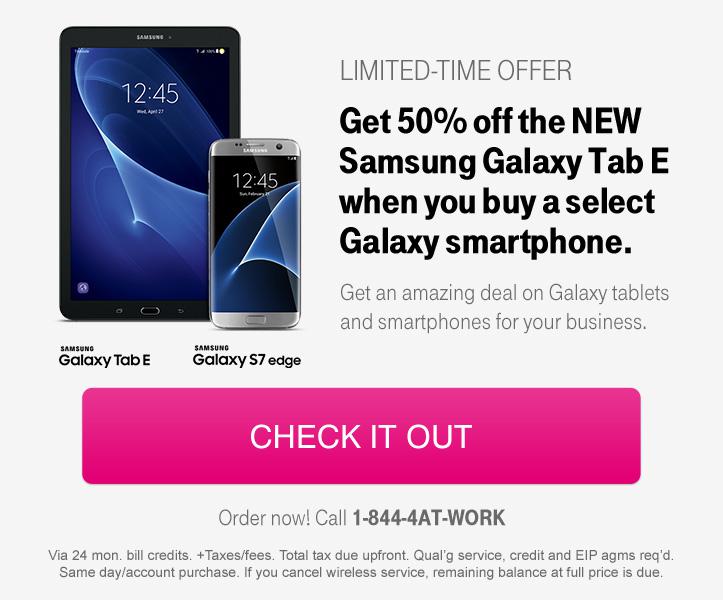 SAMSUNG
12:45
Wed, April 27
SAMSUNG
12:45
SAMSUNG
Galaxy Tab E
SAMSUNG
Galaxy S7 edge
LIMITED-TIME OFFER
Get 50% off the NEW
Samsung Galaxy Tab E
when you buy a select
Galaxy smartphone.
Get an amazing deal on Galaxy tablets
and smartphones for your business.
CHECK IT OUT
Order now! Call 1-844-4AT-WORK
Via 24 mon. bill credits. +Taxes/fees. Total tax due upfront. Qual'g service, credit and EIP agms req'd.
Same day/account purchase. If you cancel wireless service, remaining balance at full price is due.